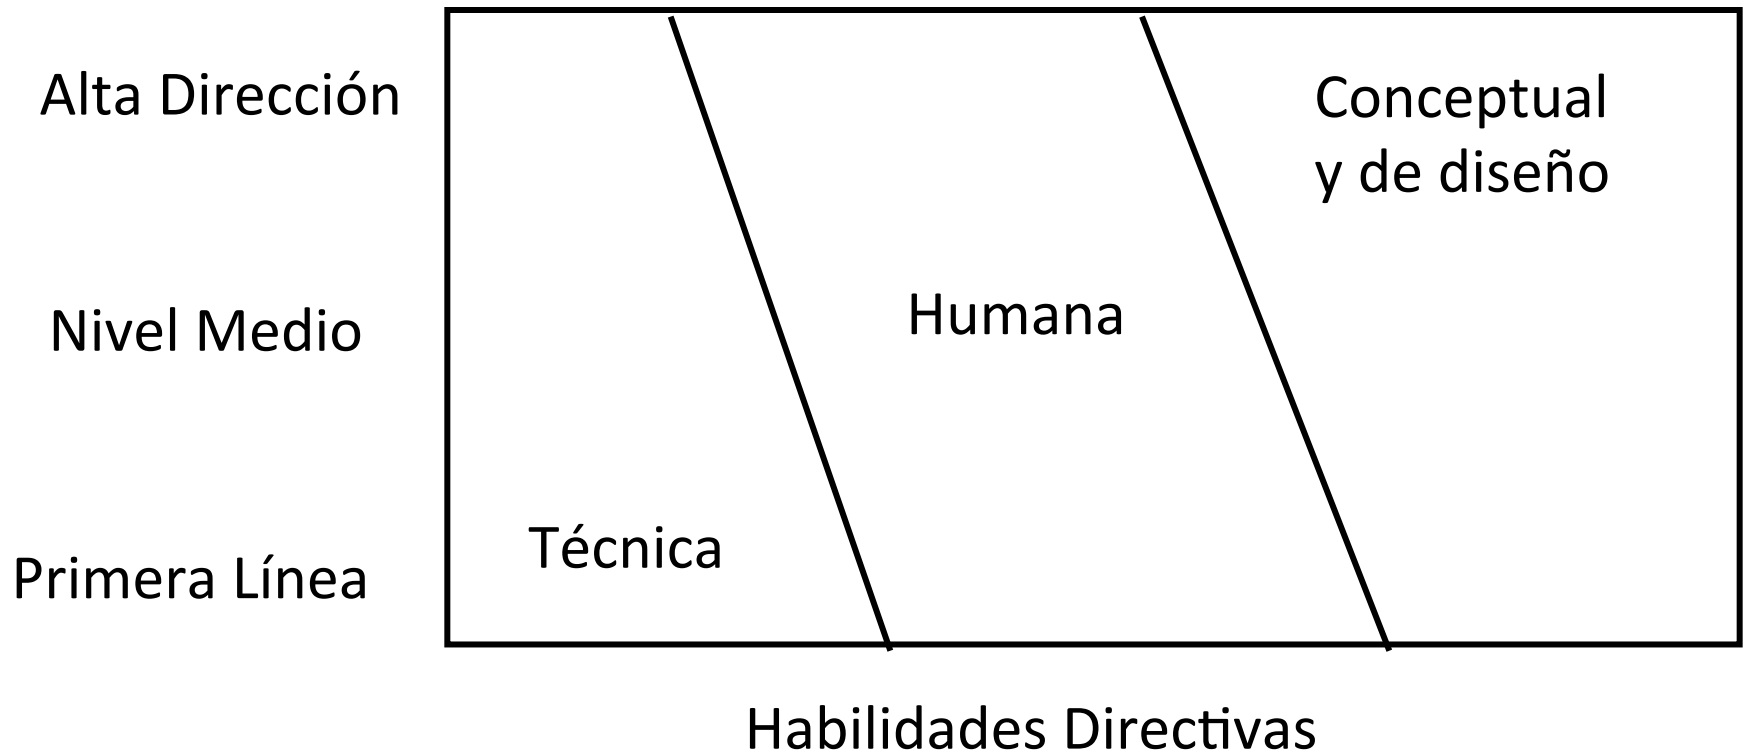 Alta Dirección
Conceptual
y de diseño
Nivel Medio
Humana
Primera Línea
Técnica
Habilidades Directivas